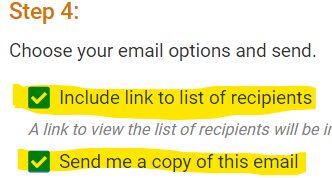 Step 4:
Choose your email options and send.
Include link to list of recipients
A link to view the list of recipients will be
Send me a copy of this email